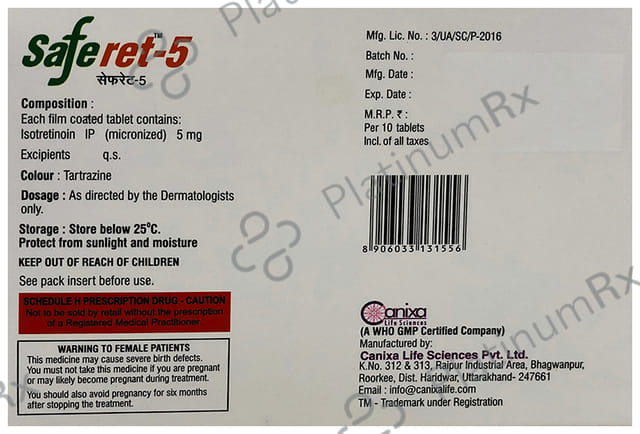 Saferet-5™
सेफरेट-5
Composition :
Each film coated tablet contains:
Isotretinoin IP (micronized) 5 mg
Excipients q.s.
Colour : Tartrazine
Dosage : As directed by the Dermatologists
only.
Storage : Store below 25⁰C.
Protect from sunlight and moisture
KEEP OUT OF REACH OF CHILDREN
See pack insert before use.
SCHEDULE H PRESCRIPTION DRUG - CAUTION
Not to be sold by retail without the prescription
of a Registered Medical Practitioner.
WARNING TO FEMALE PATIENTS
This medicine may cause severe birth defects.
You must not take this medicine if you are pregnant
or may likely become pregnant during treatment.
You should also avoid pregnancy for six months
after stopping the treatment.
Mfg. Lic. No. : 3/UA/SC/P-2016
Batch No. :
Mfg. Date :
Exp. Date :
M.R.P. ₹ :
Per 10 tablets
Incl. of all taxes
8 906033 131556
Canixa
Life Sciences
(A WHO GMP Certified Company)
Manufactured by:
Canixa Life Sciences Pvt. Ltd.
K.No. 312 & 313, Raipur Industrial Area, Bhagwanpur,
Roorkee, Dist. Haridwar, Uttarakhand- 247661
Email : info@canixalife.com
TM - Trademark under Registration
PlatinumRx
PlatinumRx
PlatinumRx
PlatinumRx